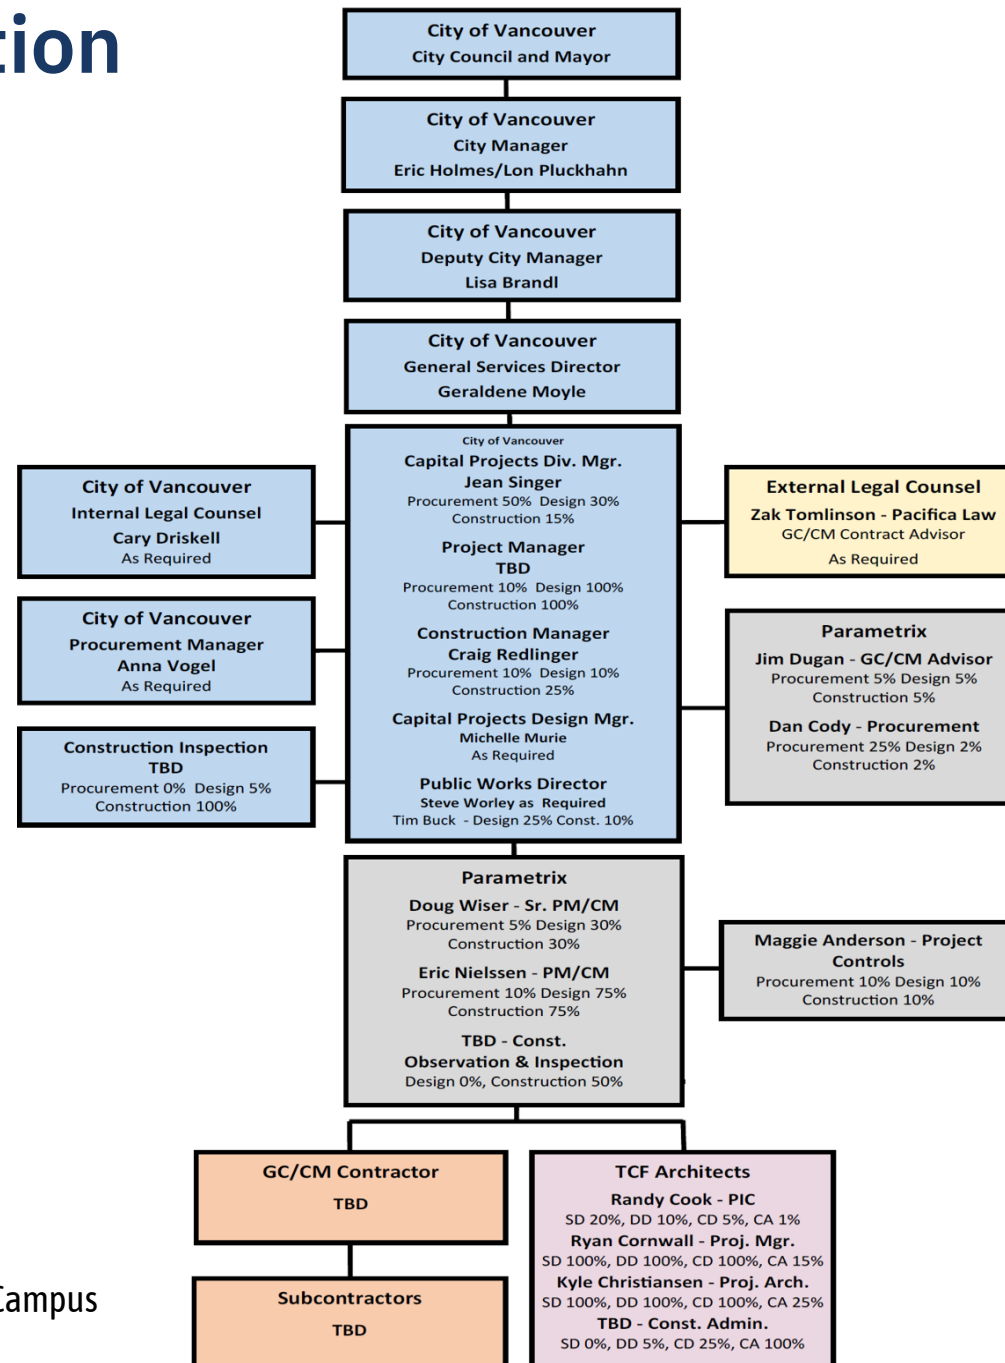 tion
City of Vancouver
City Council and Mayor
City of Vancouver
City Manager
Eric Holmes/Lon Pluckhahn
City of Vancouver
Deputy City Manager
Lisa Brandl
City of Vancouver
General Services Director
Geraldene Moyle
City of Vancouver
Capital Projects Div. Mgr.
Jean Singer
Procurement 50%  Design 30%
Construction 15%
Project Manager
TBD
Procurement 10%  Design 100%
Construction 100%
Construction Manager
Craig Redlinger
Procurement 10%  Design 10%
Construction 25%
Capital Projects Design Mgr.
Michelle Murie
As Required
Public Works Director
Steve Worley as  Required
Tim Buck  - Design 25% Const. 10%
City of Vancouver
Internal Legal Counsel
Cary Driskell
As Required
City of Vancouver
Procurement Manager
Anna Vogel
As Required
Construction Inspection
TBD
Procurement 0%  Design 5%
Construction 100%
External Legal Counsel
Zak Tomlinson - Pacifica Law
GC/CM Contract Advisor
As Required
Parametrix
Jim Dugan - GC/CM Advisor
Procurement 5% Design 5%
Construction 5%
Dan Cody - Procurement
Procurement 25% Design 2%
Construction 2%
Parametrix
Doug Wiser - Sr. PM/CM
Procurement 5% Design 30%
Construction 30%
Eric Nielssen - PM/CM
Procurement 10% Design 75%
Construction 75%
TBD - Const.
Observation & Inspection
Design 0%, Construction 50%
Maggie Anderson - Project
Controls
Procurement 10% Design 10%
Construction 10%
GC/CM Contractor
TBD
Subcontractors
TBD
TCF Architects
Randy Cook - PIC
SD 20%, DD 10%, CD 5%, CA 1%
Ryan Cornwall - Proj. Mgr.
SD 100%, DD 100%, CD 100%, CA 15%
Kyle Christiansen - Proj. Arch.
SD 100%, DD 100%, CD 100%, CA 25%
TBD - Const. Admin.
SD 0%, DD 5%, CD 25%, CA 100%
Campus